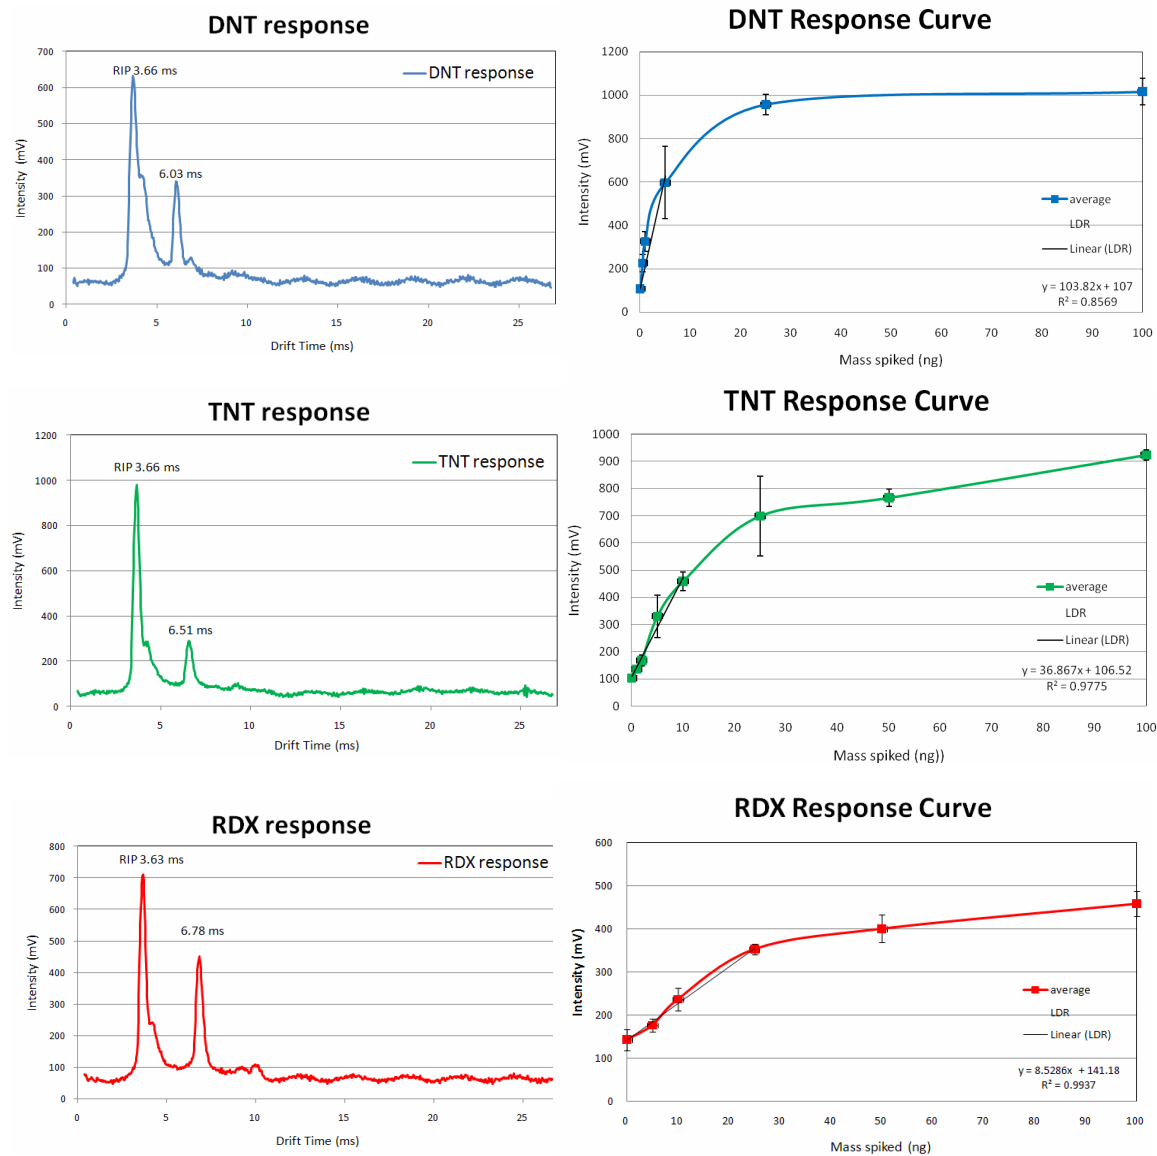 DNT response
700
600
500
400
300
200
100
0
Intensity (mV)
RIP 3.66 ms
6.03 ms
DNT response
0 5 10 15 20 25
Drift Time (ms)
DNT Response Curve
1200
1000
800
600
400
200
0
Intensity (mV)
average
LDR
Linear (LDR)
y = 103.82x + 107
R² = 0.8569
0 10 20 30 40 50 60 70 80 90 100
Mass spiked (ng)
TNT response
1200
1000
800
600
400
200
0
Intensity (mV)
RIP 3.66 ms
6.51 ms
TNT response
0 5 10 15 20 25
Drift Time (ms)
TNT Response Curve
1000
900
800
700
600
500
400
300
200
100
0
Intensity (mV)
average
LDR
Linear (LDR)
y = 36.867x + 106.52
R² = 0.9775
0 10 20 30 40 50 60 70 80 90 100
Mass spiked (ng))
RDX response
800
700
600
500
400
300
200
100
0
Intensity (mV)
RIP 3.63 ms
6.78 ms
RDX response
0 5 10 15 20 25
Drift Time (ms)
RDX Response Curve
600
500
400
300
200
100
0
Intensity (mV)
average
LDR
Linear (LDR)
y = 8.5286x + 141.18
R² = 0.9937
0 10 20 30 40 50 60 70 80 90 100
Mass spiked (ng)